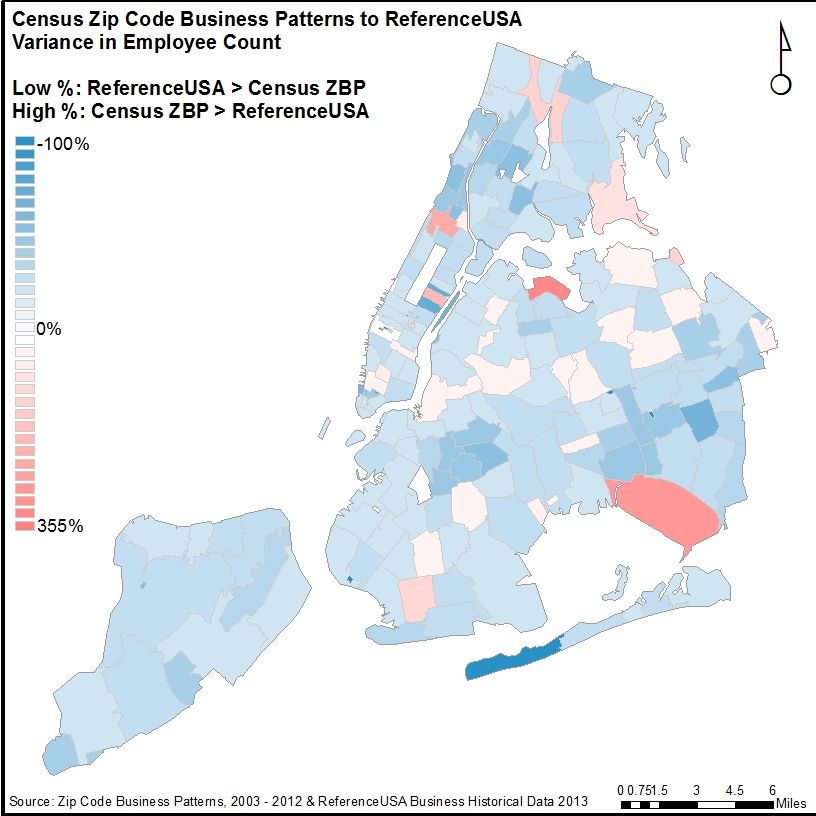 Census Zip Code Business Patterns to ReferenceUSA
Variance in Employee Count
Low %: ReferenceUSA > Census ZBP
High %: Census ZBP > ReferenceUSA
-100%
0%
355%
Source: Zip Code Business Patterns, 2003 - 2012 & ReferenceUSA Business Historical Data 2013
0 0.751.5 3 4.5 6
Miles